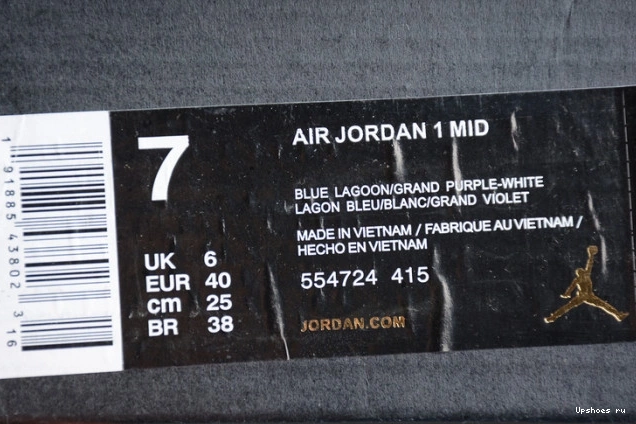 7
AIR JORDAN 1 MID
BLUE LAGOON/GRAND PURPLE-WHITE
LAGON BLEU/BLANC/GRAND VIOLET
MADE IN VIETNAM / FABRIQUE AU VIETNAM /
HECHO EN VIETNAM
UK 6
EUR 40
cm 25
BR 38
554724 415
JORDAN.COM
1 91885 43802 3 16
Upshoes ru